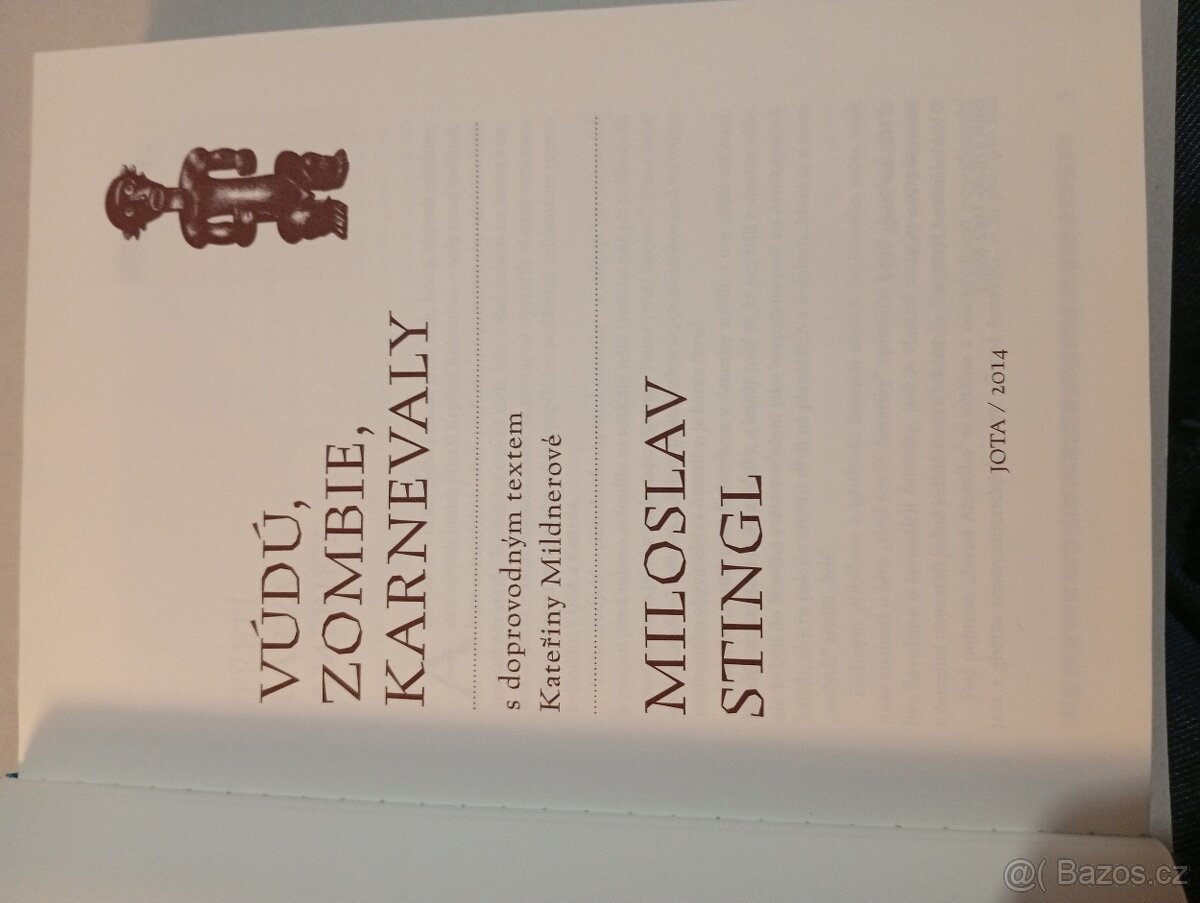 VÚDÚ,
ZOMBIE,
KARNEVALY
s doprovodným textem
Kateřiny Mildnerové
MILOSLAV
STINGL
JOTA / 2014
@( Bazos.cz